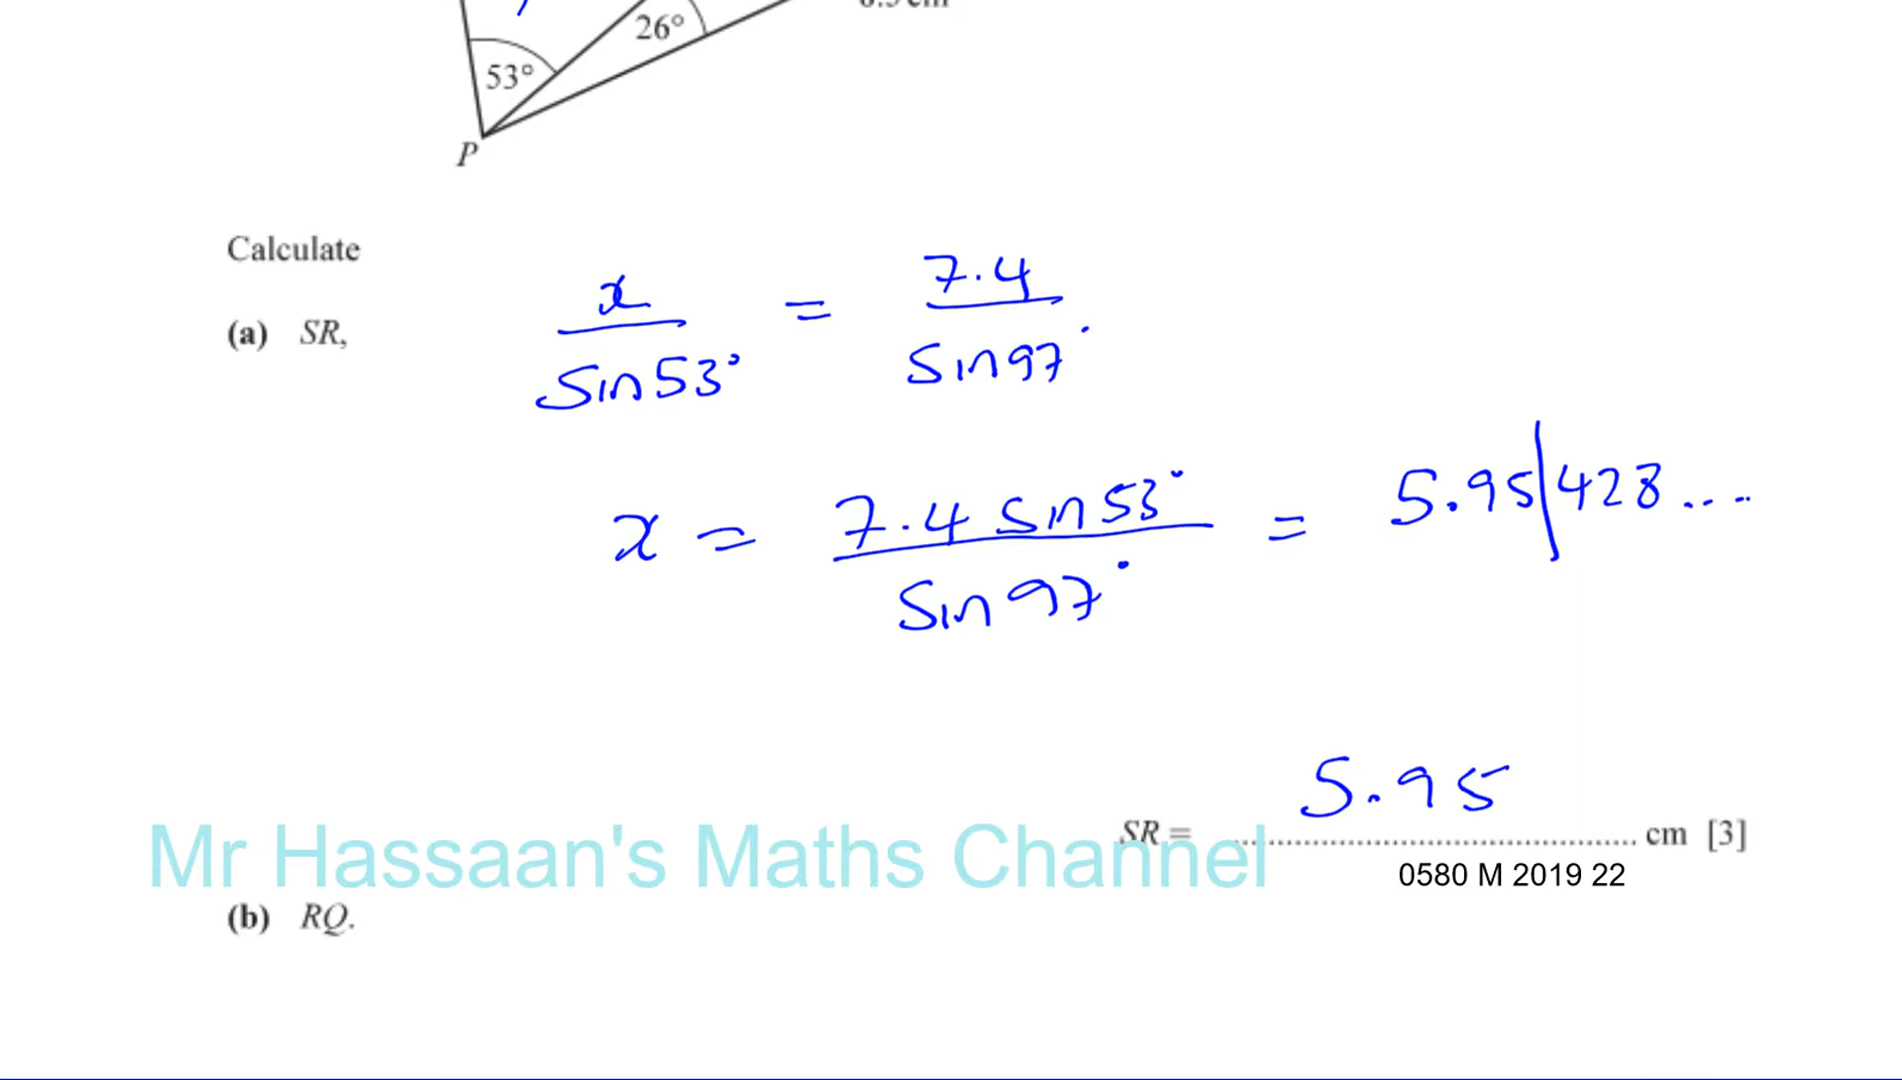 26°
53°
P
Calculate
(a) SR,
x / sin53° = 7.4 / sin97°
x = 7.4 sin53° / sin97° = 5.95|428...
5.95
SR = .......................................... cm [3]
Mr Hassaan's Maths Channel
0580 M 2019 22
(b) RQ.